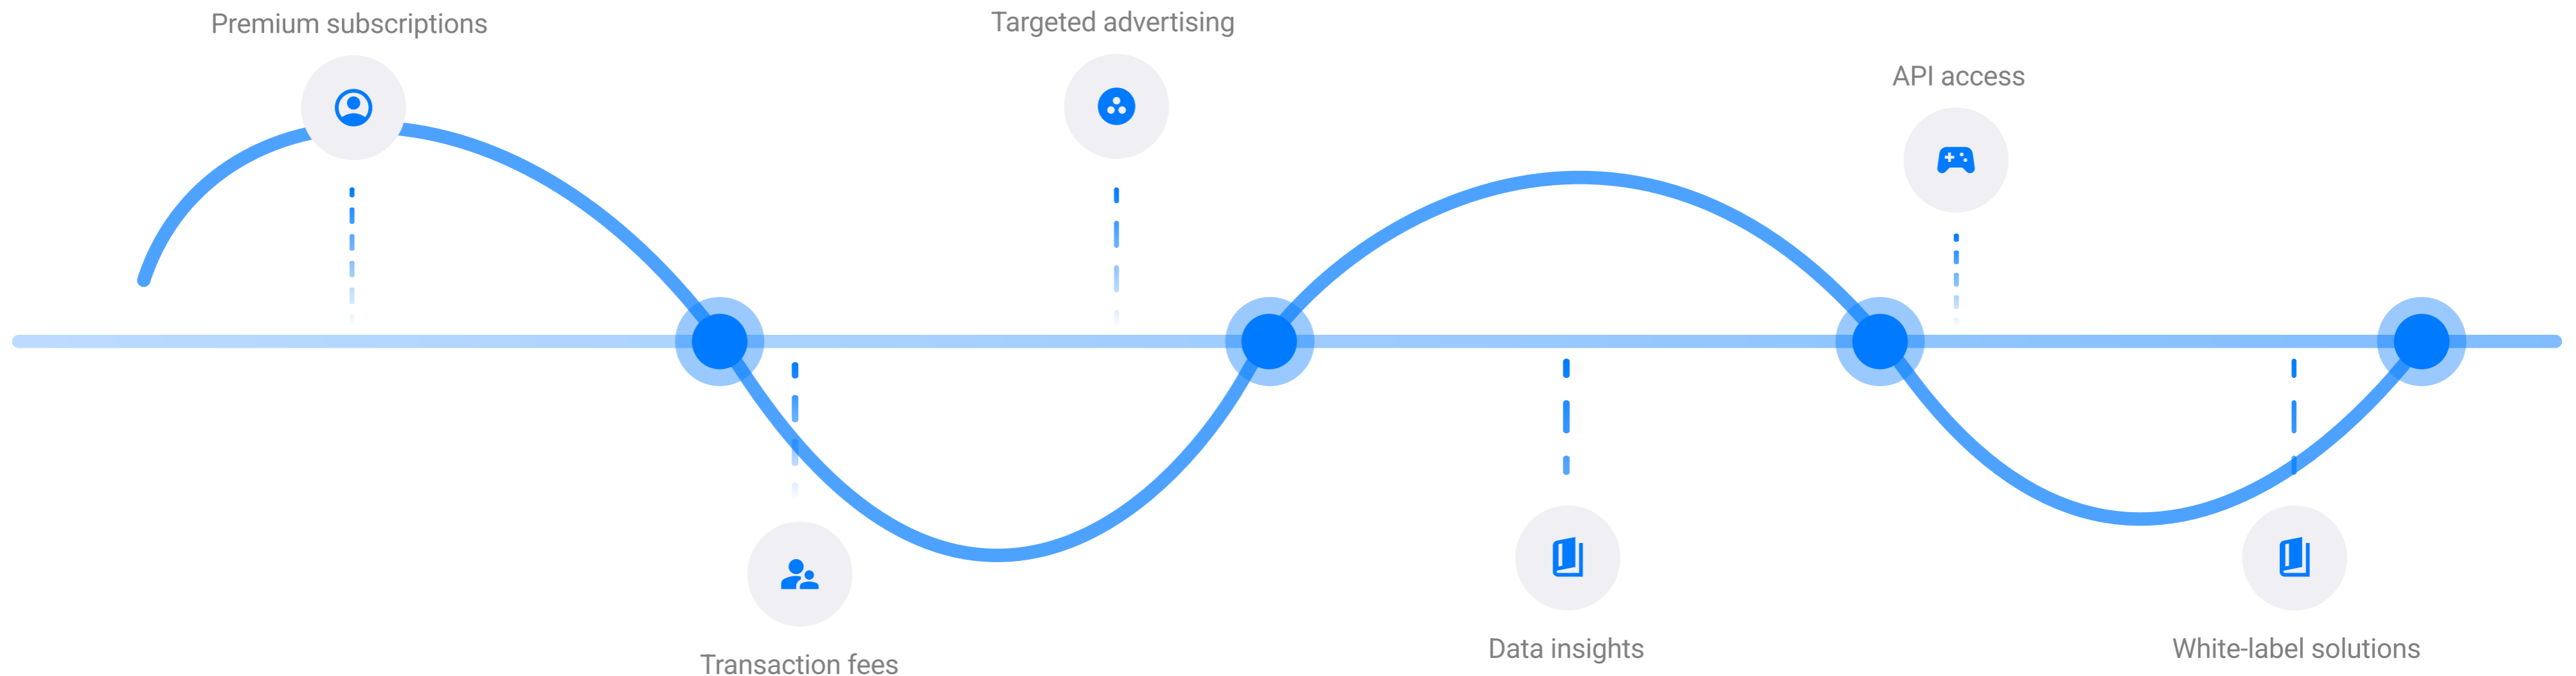 Premium subscriptions
Targeted advertising
API access
Transaction fees
Data insights
White-label solutions